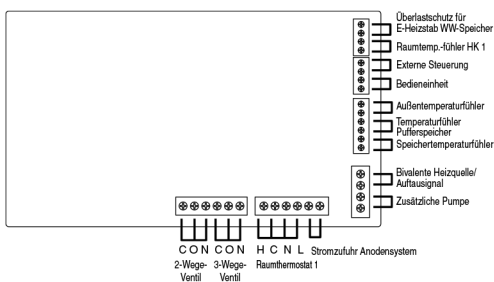 Überlastschutz für
E-Heizstab WW-Speicher
Raumtemp.-fühler HK 1
Externe Steuerung
Bedieneinheit
Außentemperaturfühler
Temperaturfühler
Pufferspeicher
Speichertemperaturfühler
Bivalente Heizquelle/
Auftausignal
Zusätzliche Pumpe
C O N C O N H C N L Stromzufuhr Anodensystem
2-Wege- 3-Wege- Raumthermostat 1
Ventil Ventil